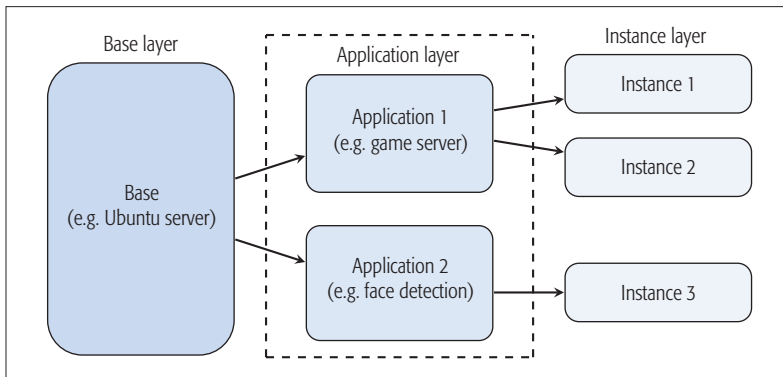 Base layer
Application layer
Instance layer
Base
(e.g. Ubuntu server)
Application 1
(e.g. game server)
Application 2
(e.g. face detection)
Instance 1
Instance 2
Instance 3